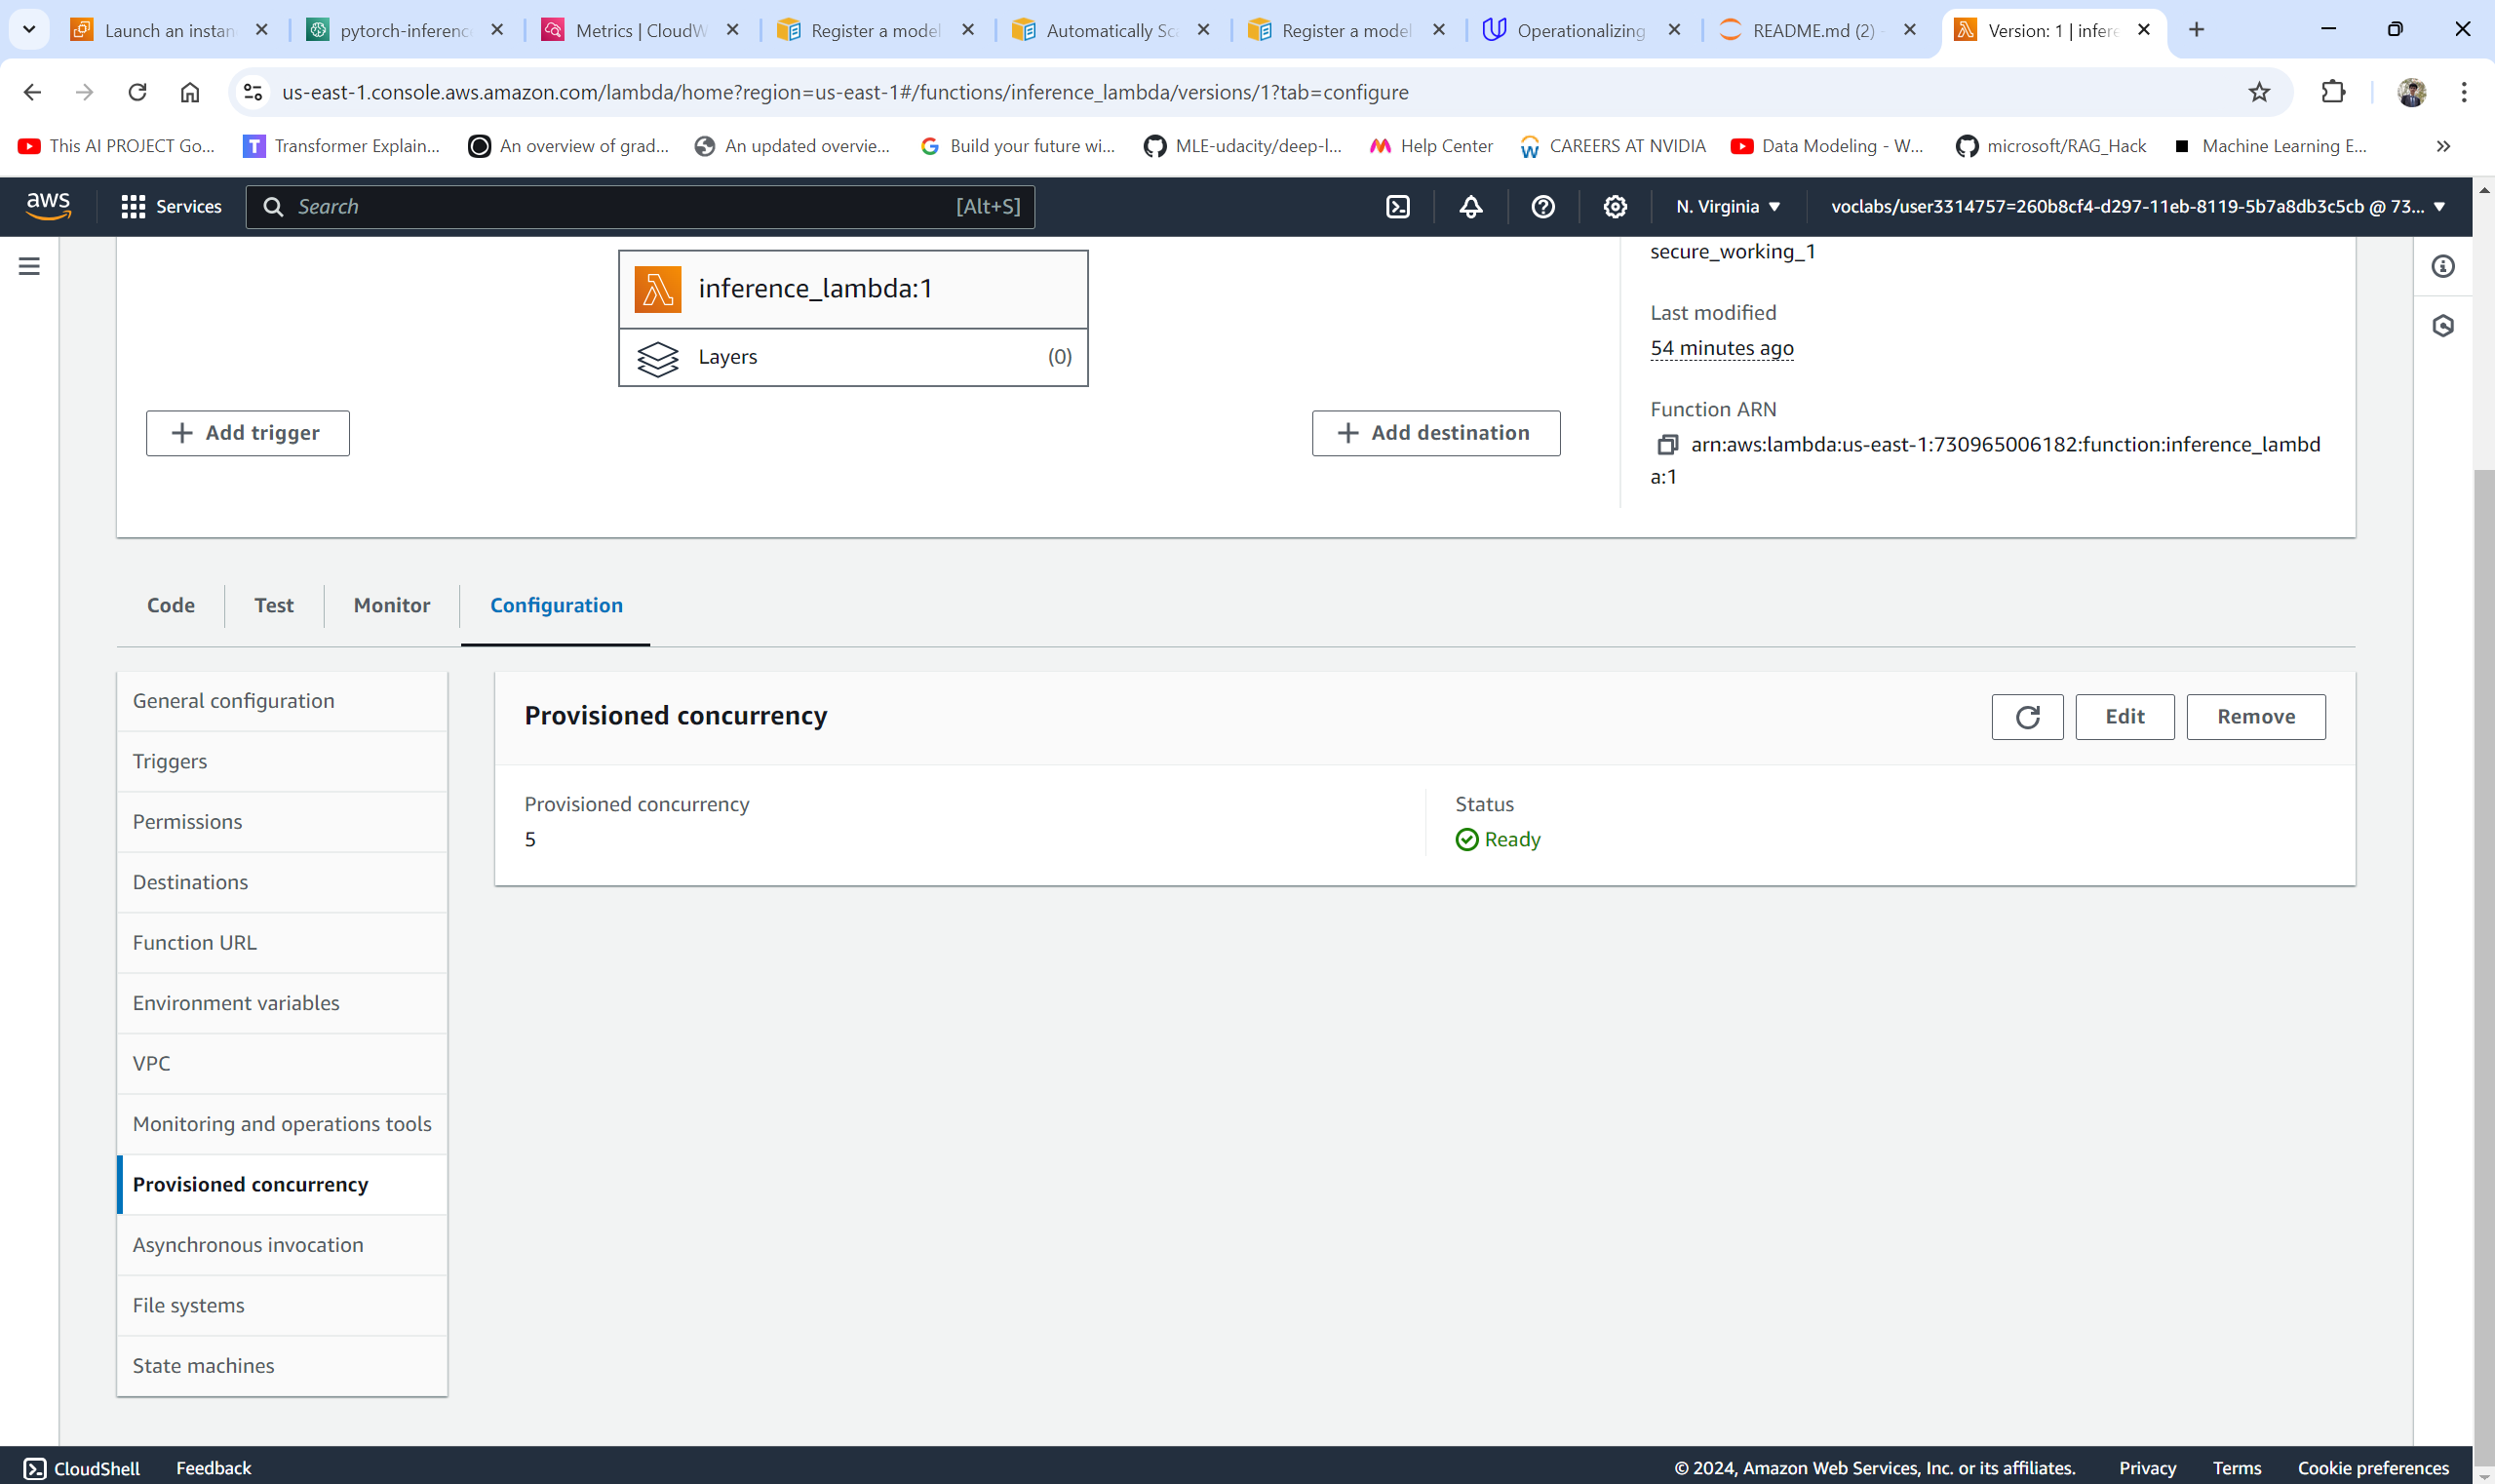 Launch an instan
pytorch-inferenc
Metrics | CloudW
Register a model
Automatically Sca
Register a model
Operationalizing
README.md (2)
Version: 1 | infere
us-east-1.console.aws.amazon.com/lambda/home?region=us-east-1#/functions/inference_lambda/versions/1?tab=configure
This AI PROJECT Go...
Transformer Explain...
An overview of grad...
An updated overvie...
Build your future wi...
MLE-udacity/deep-l...
Help Center
CAREERS AT NVIDIA
Data Modeling - W...
microsoft/RAG_Hack
Machine Learning E...
aws
Services
Search
[Alt+S]
N. Virginia
voclabs/user3314757=260b8cf4-d297-11eb-8119-5b7a8db3c5cb @ 73...
inference_lambda:1
Layers
(0)
Add trigger
Add destination
secure_working_1
Last modified
54 minutes ago
Function ARN
arn:aws:lambda:us-east-1:730965006182:function:inference_lambd
a:1
Code
Test
Monitor
Configuration
General configuration
Triggers
Permissions
Destinations
Function URL
Environment variables
VPC
Monitoring and operations tools
Provisioned concurrency
Asynchronous invocation
File systems
State machines
Provisioned concurrency
Edit
Remove
Provisioned concurrency
5
Status
Ready
CloudShell
Feedback
© 2024, Amazon Web Services, Inc. or its affiliates.
Privacy
Terms
Cookie preferences